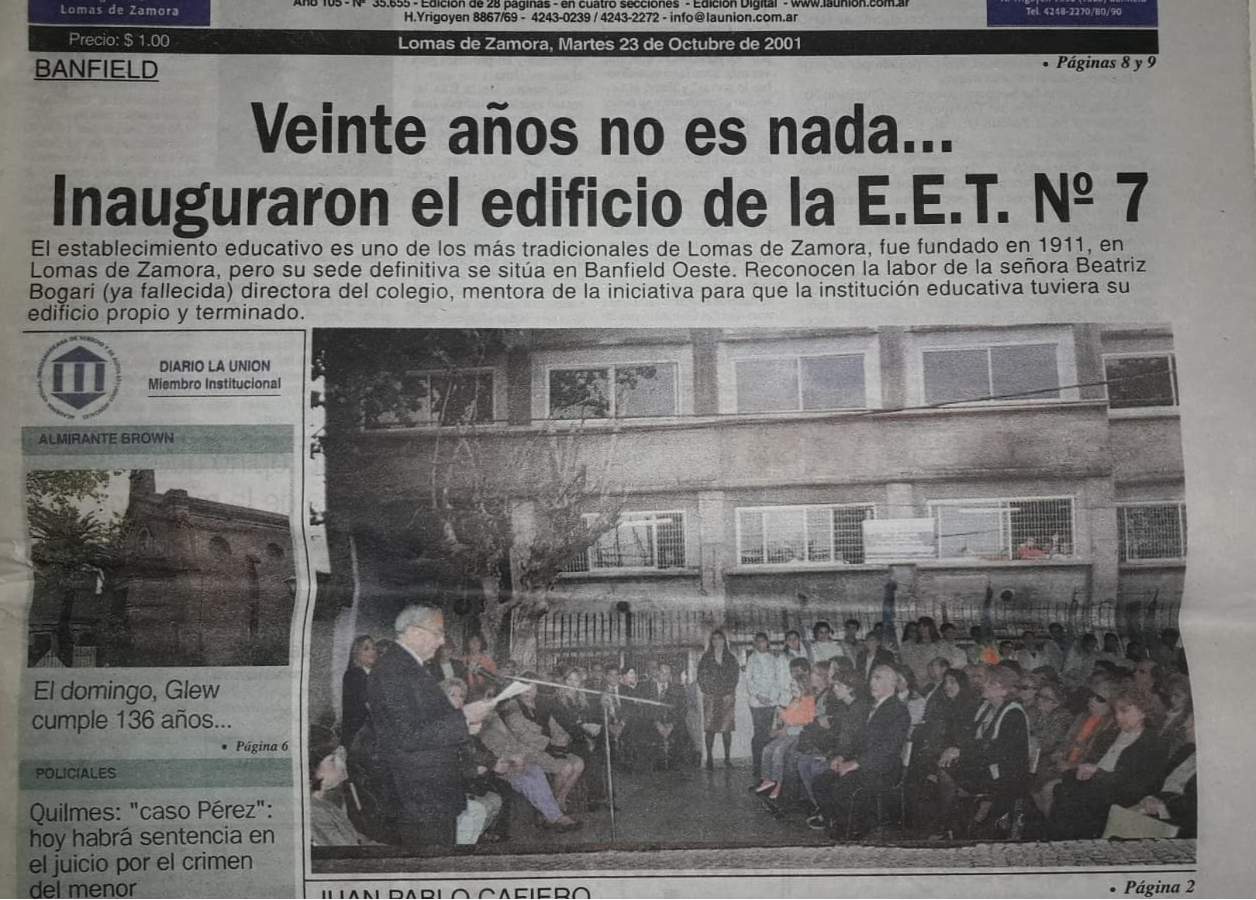 Lomas de Zamora
Año 105 - Nº 35.655 - Edición de 28 páginas - en cuatro secciones - Edición Digital - www.launion.com.ar
H.Yrigoyen 8867/69 - 4243-0239 / 4243-2272 - info@launion.com.ar
Tel. 4248-2270/80/90
Precio: $ 1.00
Lomas de Zamora, Martes 23 de Octubre de 2001
BANFIELD
• Páginas 8 y 9
Veinte años no es nada...
Inauguraron el edificio de la E.E.T. Nº 7
El establecimiento educativo es uno de los más tradicionales de Lomas de Zamora, fue fundado en 1911, en
Lomas de Zamora, pero su sede definitiva se sitúa en Banfield Oeste. Reconocen la labor de la señora Beatriz
Bogari (ya fallecida) directora del colegio, mentora de la iniciativa para que la institución educativa tuviera su
edificio propio y terminado.
DIARIO LA UNION
Miembro Institucional
ALMIRANTE BROWN
El domingo, Glew
cumple 136 años...
• Página 6
POLICIALES
Quilmes: "caso Pérez":
hoy habrá sentencia en
el juicio por el crimen
del menor
JUAN PABLO CAFIERO
• Página 2